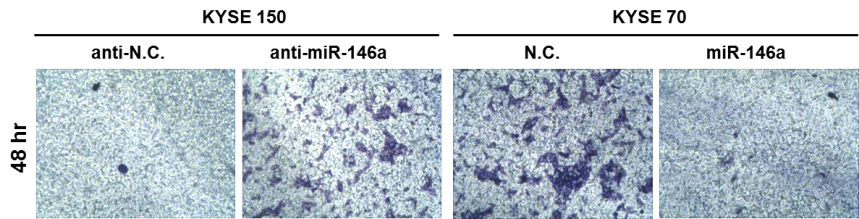 KYSE 150 KYSE 70
anti-N.C. anti-miR-146a N.C. miR-146a
48 hr